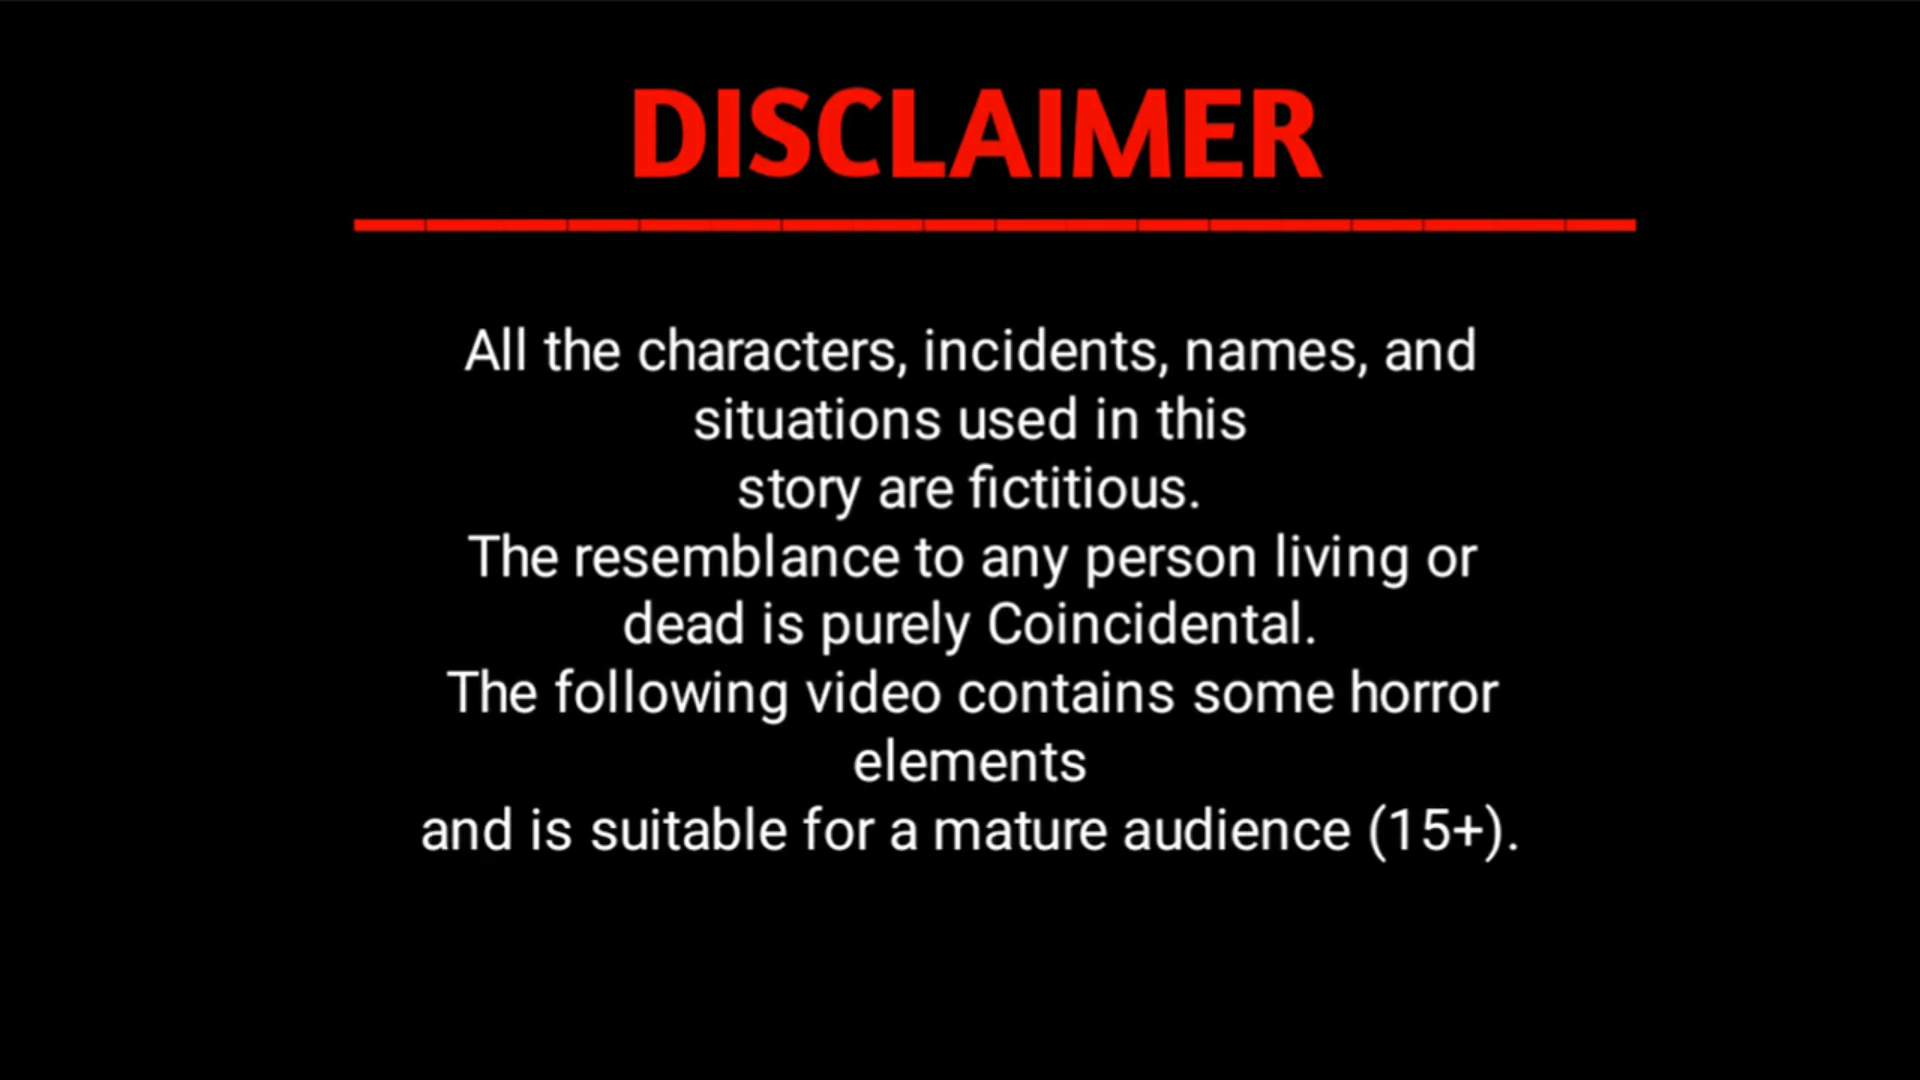 DISCLAIMER
All the characters, incidents, names, and
situations used in this
story are fictitious.
The resemblance to any person living or
dead is purely Coincidental.
The following video contains some horror
elements
and is suitable for a mature audience (15+).